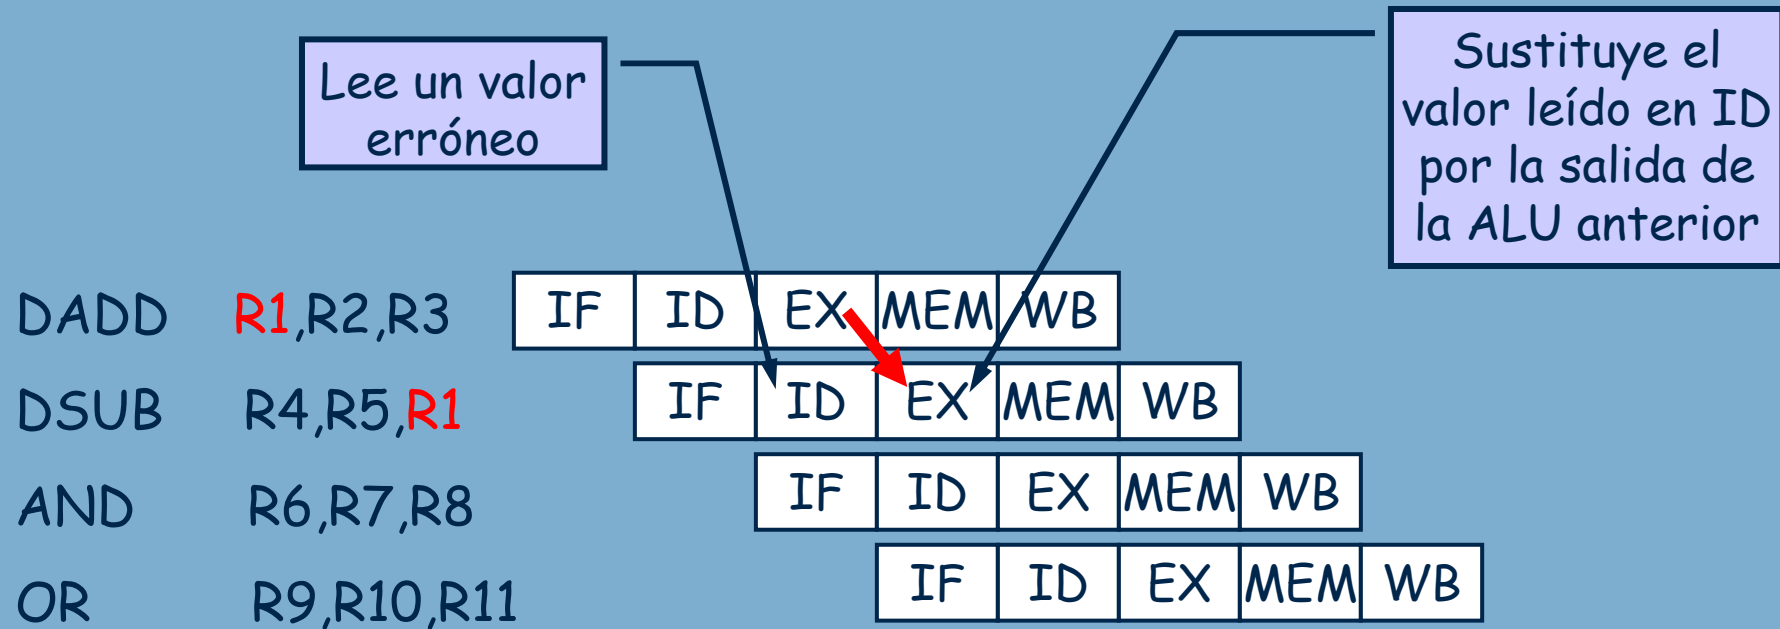 Lee un valor
erróneo
Sustituye el
valor leído en ID
por la salida de
la ALU anterior
DADD R1,R2,R3 IF ID EX MEM WB
DSUB R4,R5,R1 IF ID EX MEM WB
AND R6,R7,R8 IF ID EX MEM WB
OR R9,R10,R11 IF ID EX MEM WB